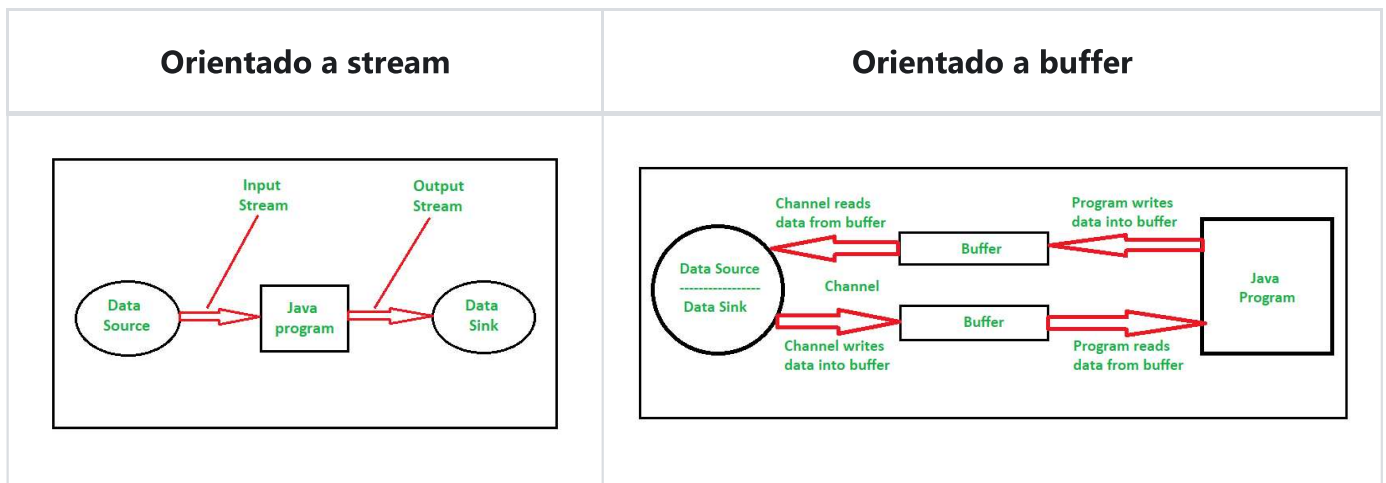 Orientado a stream
Orientado a buffer
Input
Stream
Output
Stream
Data
Source
Java
program
Data
Sink
Channel reads
data from buffer
Program writes
data into buffer
Buffer
Data Source
-----------------
Data Sink
Channel
Java
Program
Buffer
Channel writes
data into buffer
Program reads
data from buffer